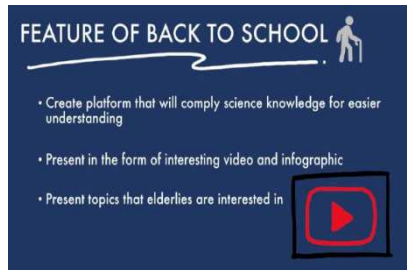 FEATURE OF BACK TO SCHOOL
• Create platform that will comply science knowledge for easier
understanding
• Present in the form of interesting video and infographic
• Present topics that elderlies are interested in